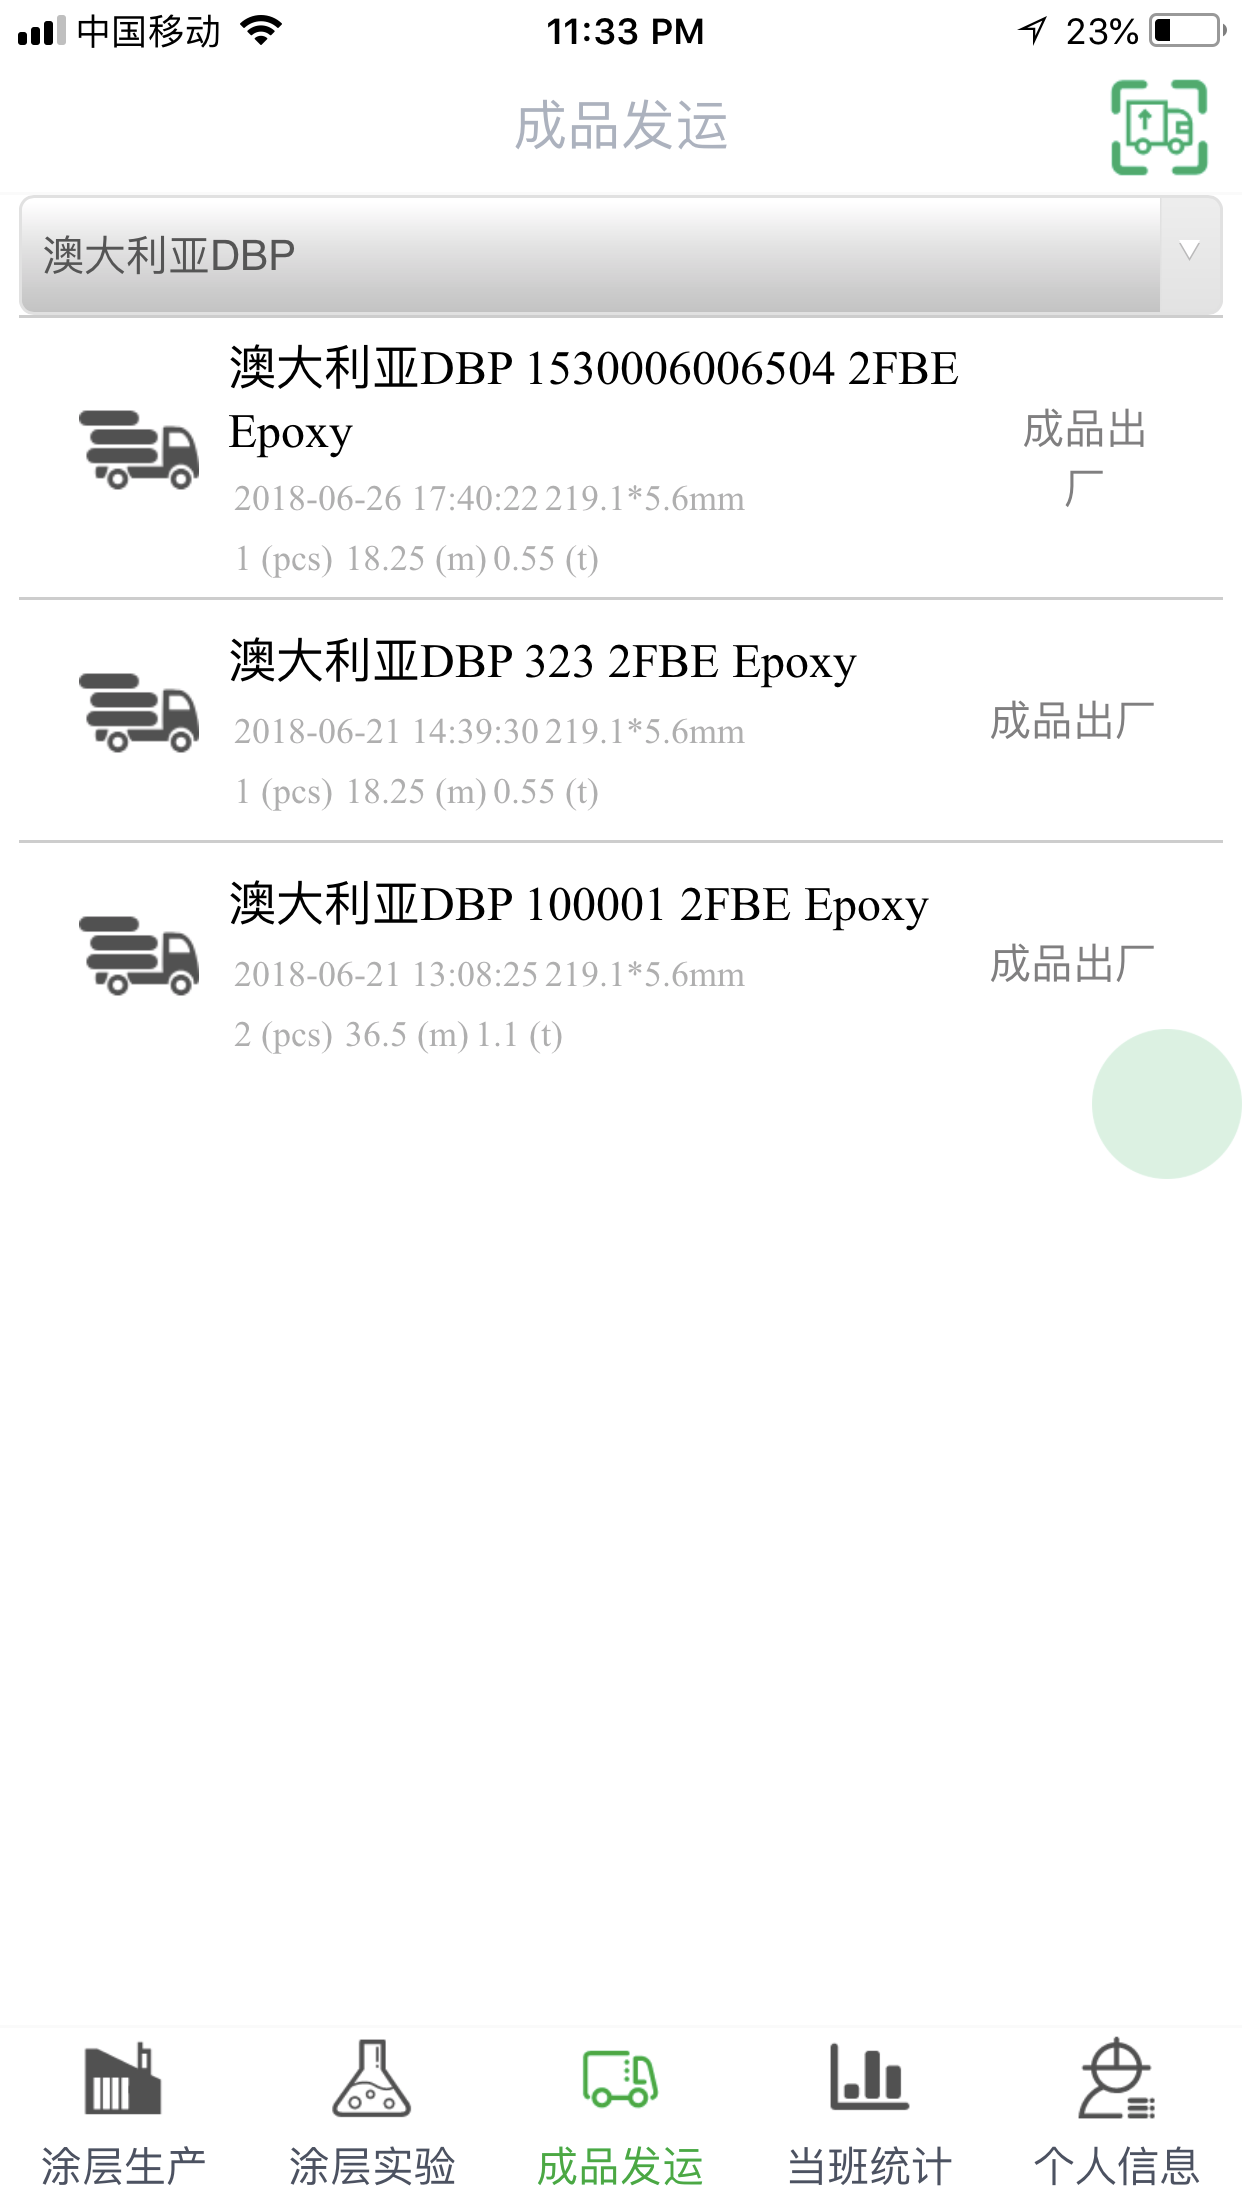 中国移动 11:33 PM 23%
成品发运
澳大利亚DBP
澳大利亚DBP 1530006006504 2FBE
Epoxy
成品出
厂
2018-06-26 17:40:22 219.1*5.6mm
1 (pcs) 18.25 (m) 0.55 (t)
澳大利亚DBP 323 2FBE Epoxy
成品出厂
2018-06-21 14:39:30 219.1*5.6mm
1 (pcs) 18.25 (m) 0.55 (t)
澳大利亚DBP 100001 2FBE Epoxy
成品出厂
2018-06-21 13:08:25 219.1*5.6mm
2 (pcs) 36.5 (m) 1.1 (t)
涂层生产 涂层实验 成品发运 当班统计 个人信息